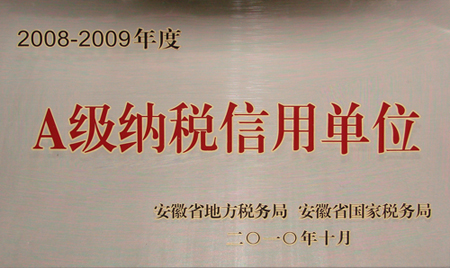 2008-2009年度
A级纳税信用单位
安徽省地方税务局 安徽省国家税务局
二〇一〇年十月